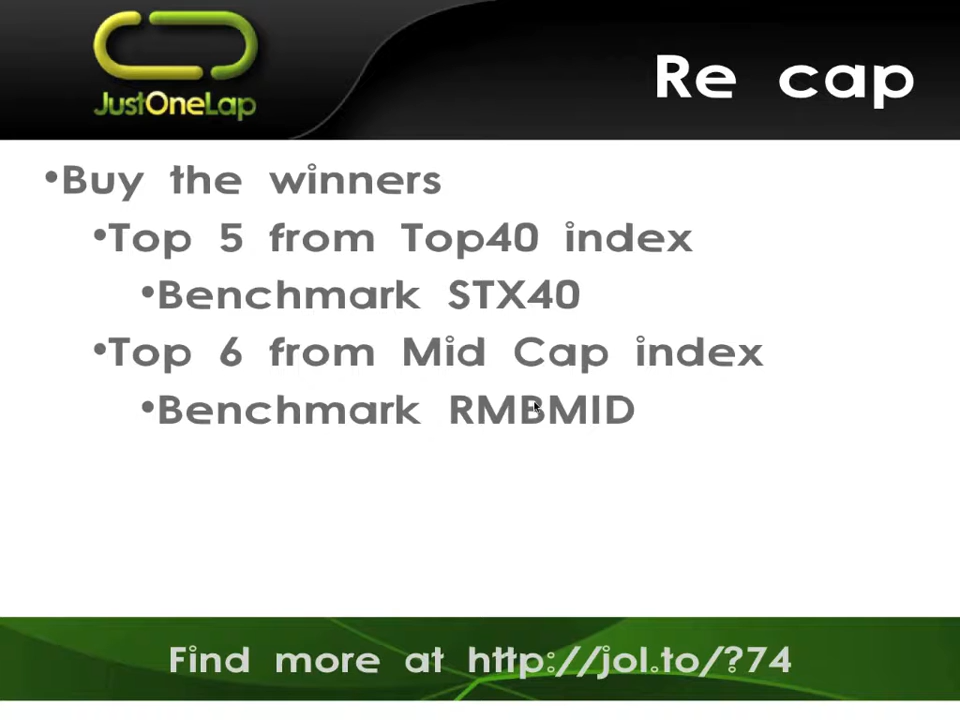 JustOneLap
Re cap
•Buy the winners
•Top 5 from Top40 index
•Benchmark STX40
•Top 6 from Mid Cap index
•Benchmark RMBMID
Find more at http://jol.to/?74